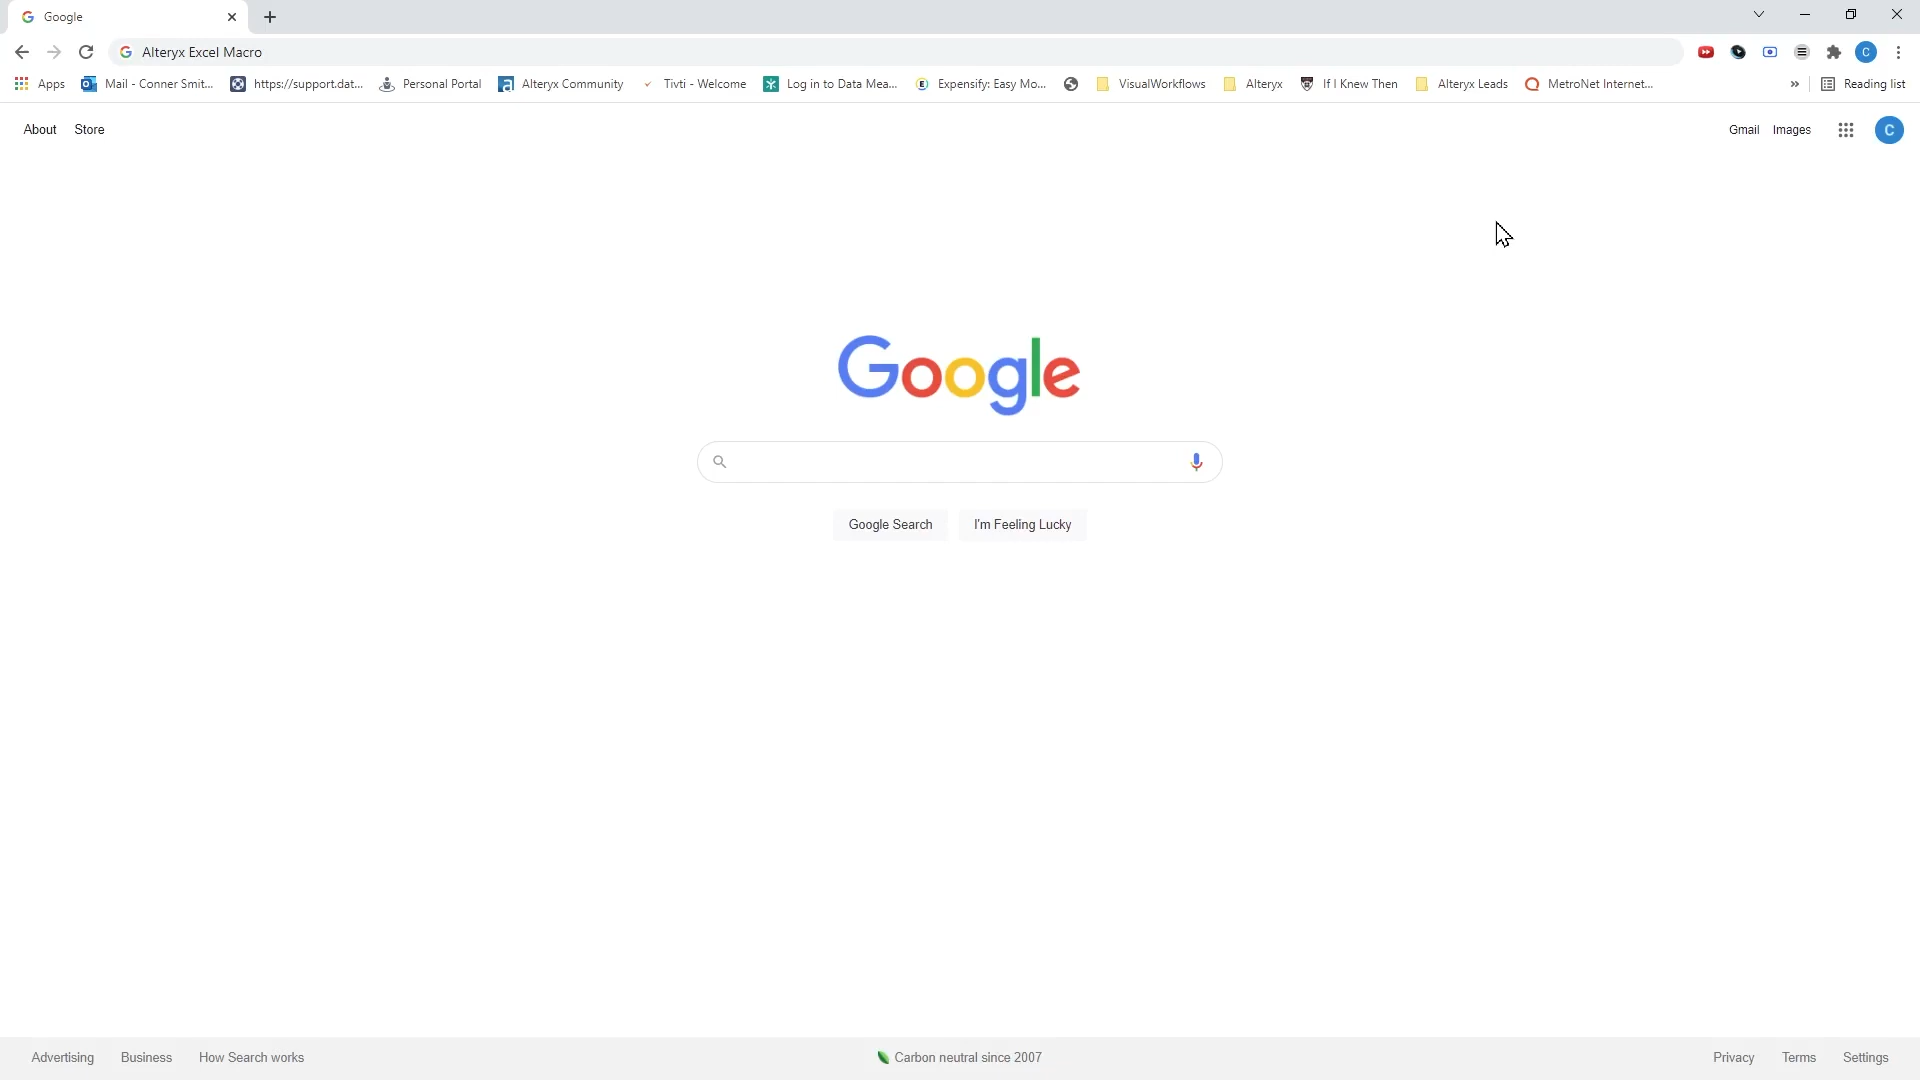 Google
Alteryx Excel Macro
Apps Mail - Conner Smit... https://support.dat... Personal Portal Alteryx Community Tivti - Welcome Log in to Data Mea... Expensify: Easy Mo... VisualWorkflows Alteryx If I Knew Then Alteryx Leads MetroNet Internet... » Reading list
About Store Gmail Images C
Google
Google Search I'm Feeling Lucky
Advertising Business How Search works Carbon neutral since 2007 Privacy Terms Settings